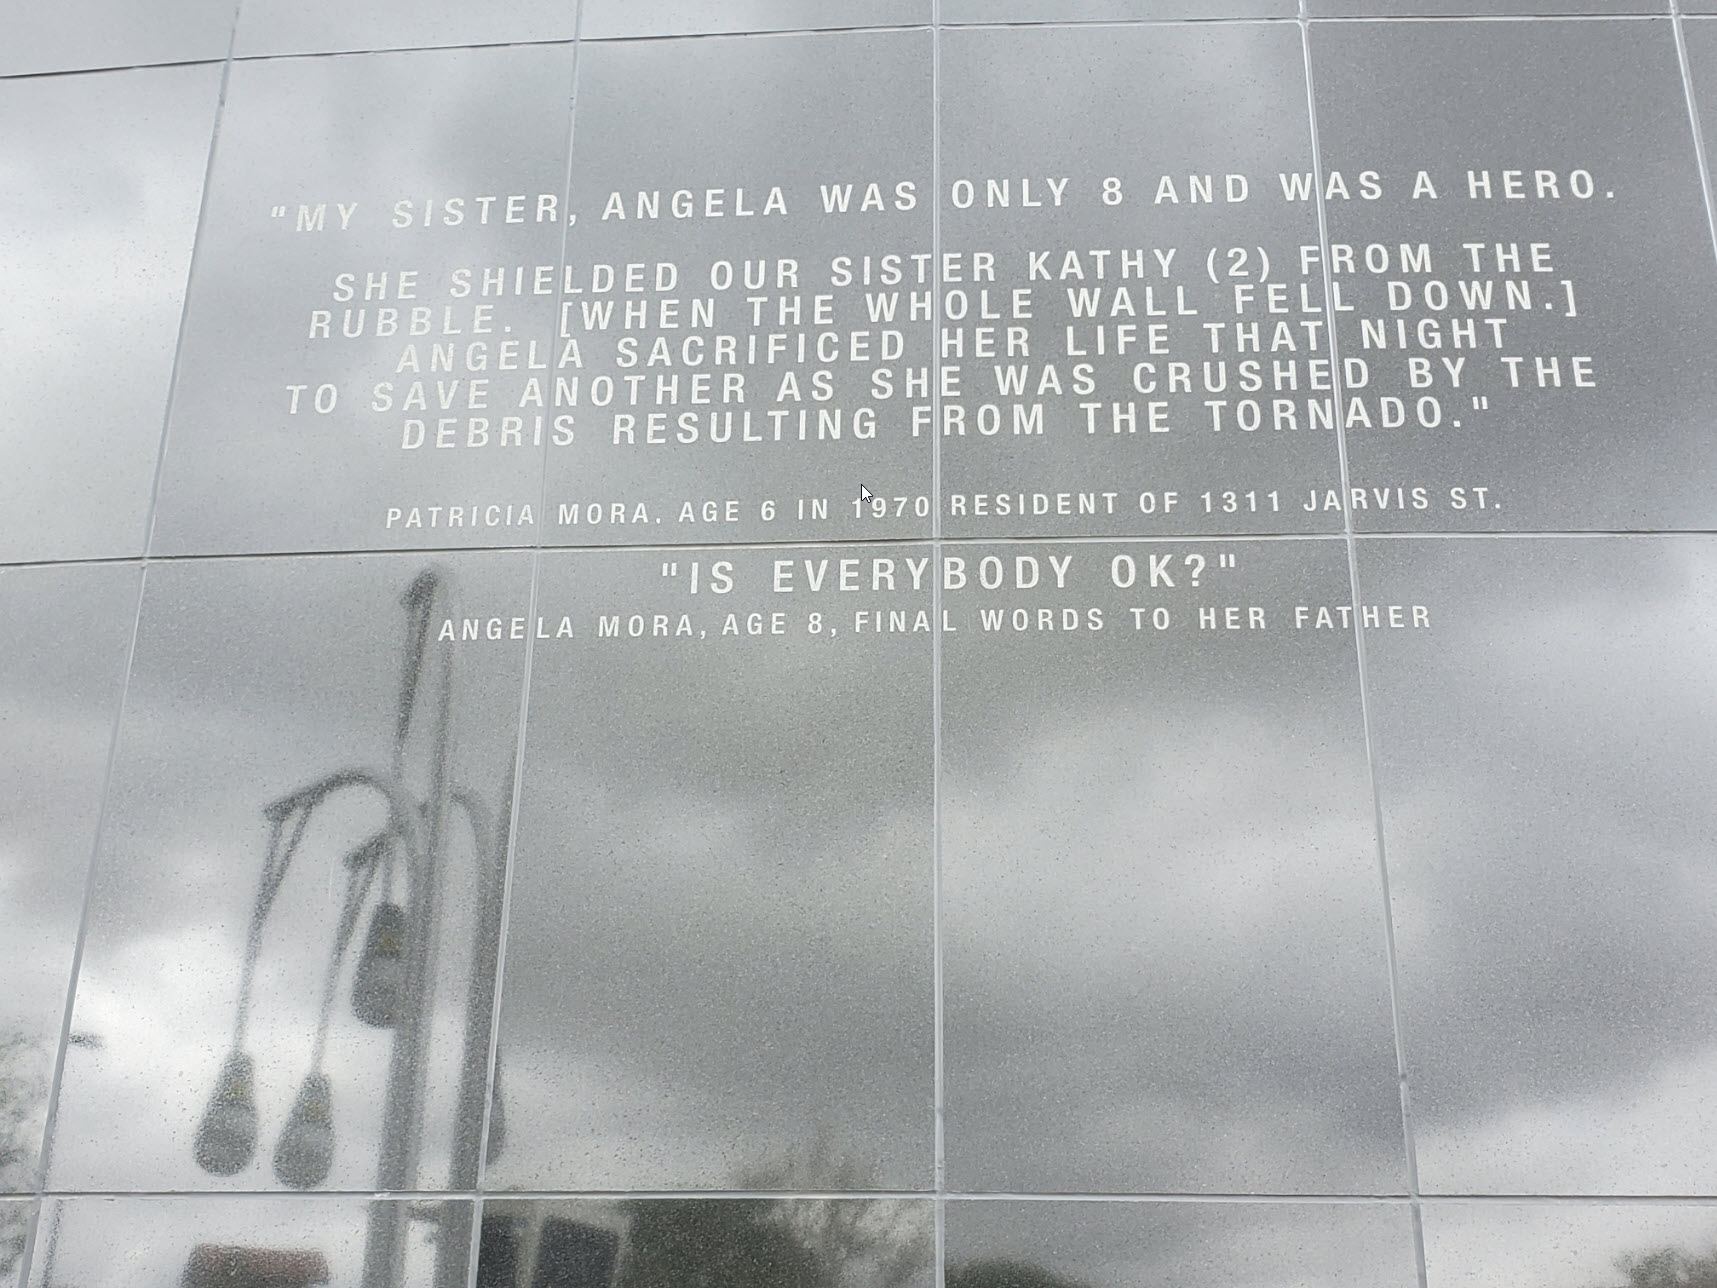 "MY SISTER, ANGELA WAS ONLY 8 AND WAS A HERO.
SHE SHIELDED OUR SISTER KATHY (2) FROM THE
RUBBLE. [WHEN THE WHOLE WALL FELL DOWN.]
ANGELA SACRIFICED HER LIFE THAT NIGHT
TO SAVE ANOTHER AS SHE WAS CRUSHED BY THE
DEBRIS RESULTING FROM THE TORNADO."
PATRICIA MORA. AGE 6 IN 1970 RESIDENT OF 1311 JARVIS ST.
"IS EVERYBODY OK?"
ANGELA MORA, AGE 8, FINAL WORDS TO HER FATHER